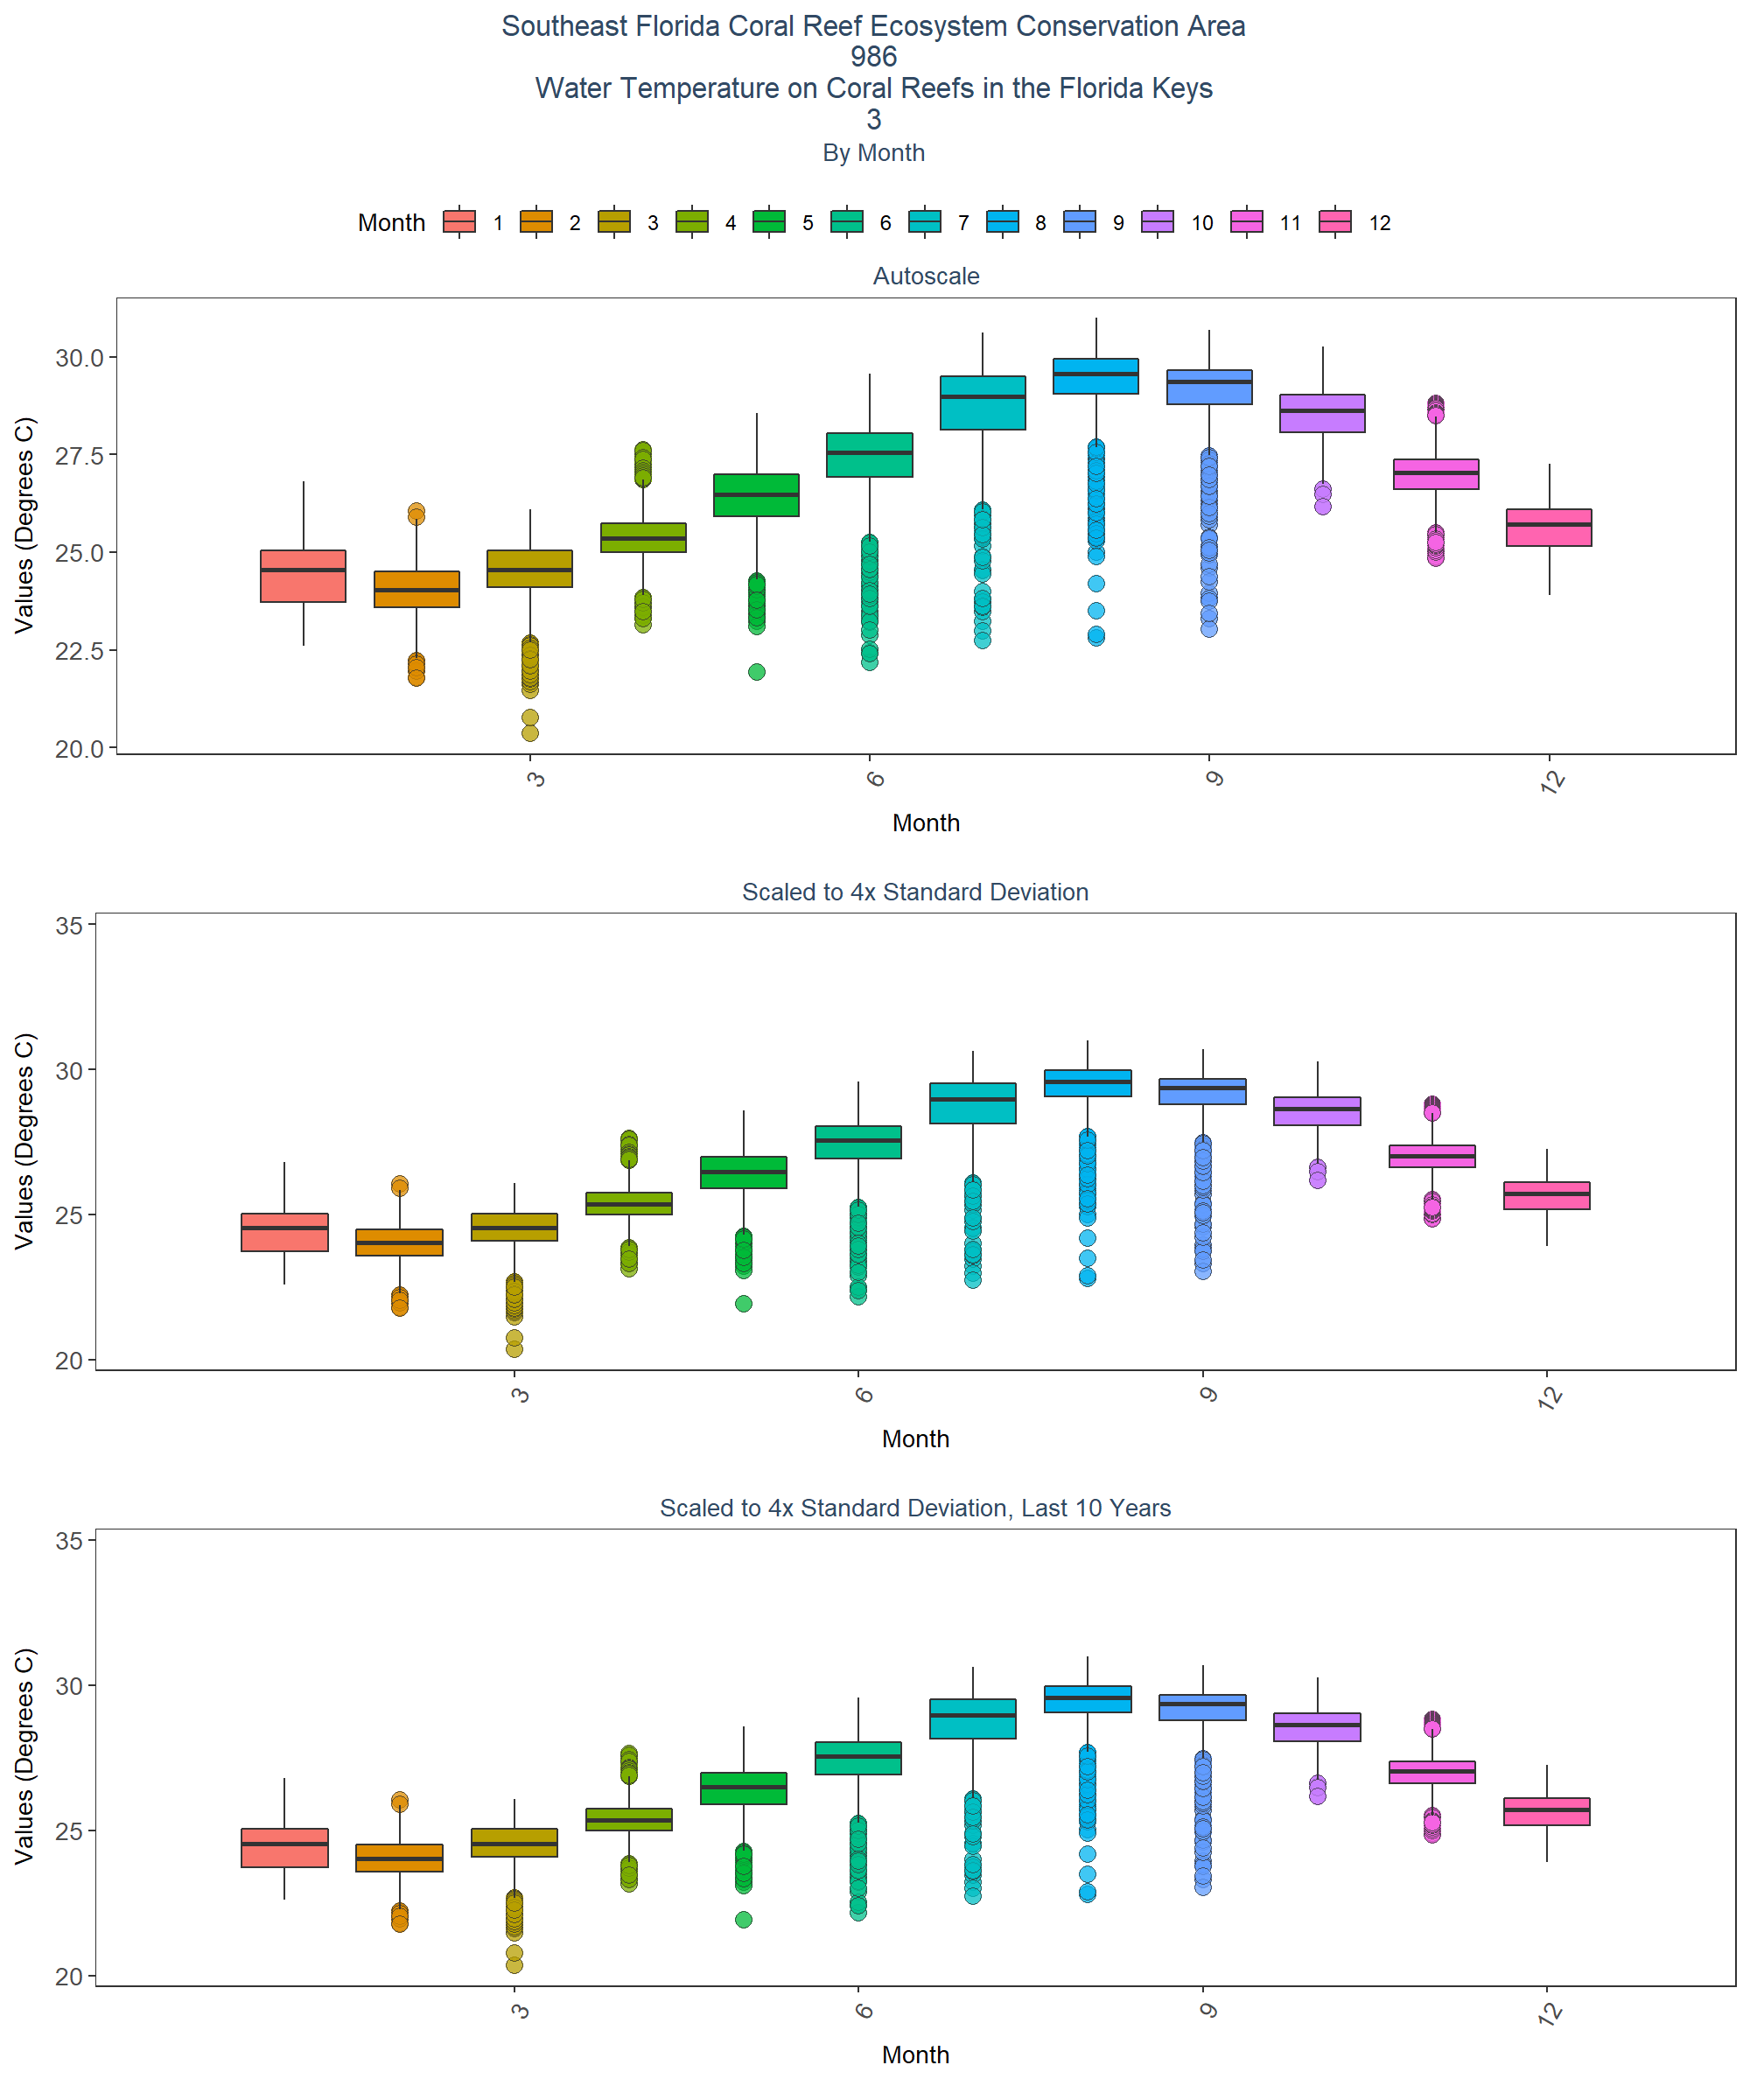 Southeast Florida Coral Reef Ecosystem Conservation Area
986
Water Temperature on Coral Reefs in the Florida Keys
3
By Month
Month 1 2 3 4 5 6 7 8 9 10 11 12
Autoscale
Values (Degrees C)
30.0
27.5
25.0
22.5
20.0
3 6 9 12
Month
Scaled to 4x Standard Deviation
Values (Degrees C)
35
30
25
20
3 6 9 12
Month
Scaled to 4x Standard Deviation, Last 10 Years
Values (Degrees C)
35
30
25
20
3 6 9 12
Month